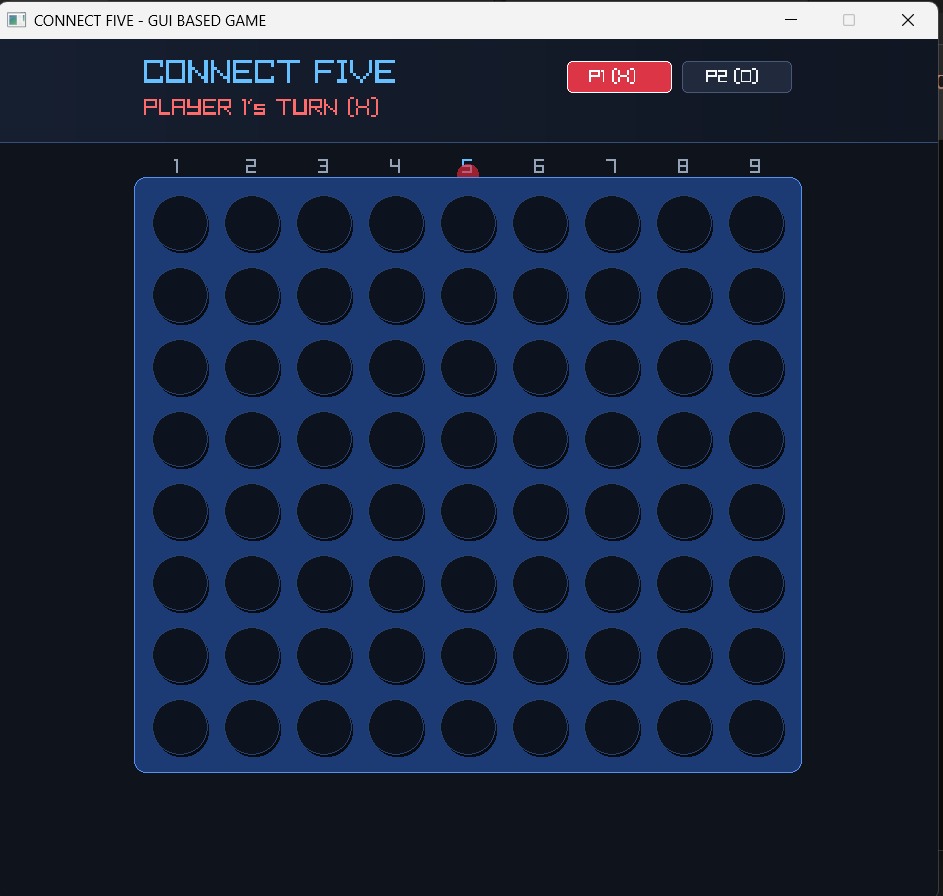 CONNECT FIVE - GUI BASED GAME
CONNECT FIVE
P1 (X)
P2 (O)
PLAYER 1's TURN (X)
1 2 3 4 5 6 7 8 9